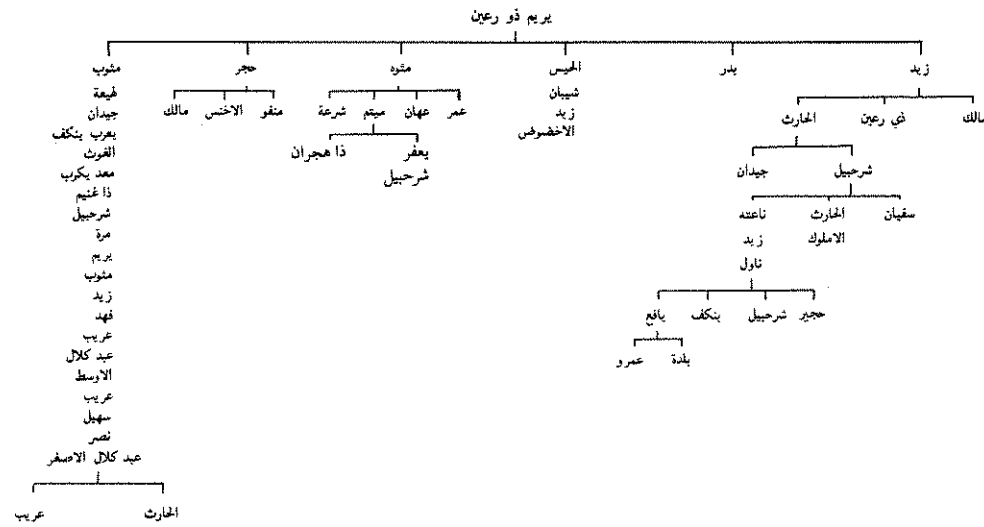 يريم ذو رعين
زيد يدر الحيس مثوه حجر مثوب
مالك ذي رعين الحارث
شرحبيل جيدان
سفيان الحارث ناعته
الاملوك زيد
ناول
حجير شرحبيل ينكف يافع
بلدة عمرو
شيبان
زيد
الاخضوض
عمر عهان ميتم شرعة
يعفر ذا هجران
شرحبيل
منفو الاخنس مالك
لهيعة
جيدان
يعرب ينكف
الغوث
معد يكرب
ذا غنيم
شرحبيل
مرة
يريم
مثوب
زيد
فهد
عريب
عبد كلال
الاوسط
عريب
سهيل
نصر
عبد كلال الاصغر
الحارث عريب